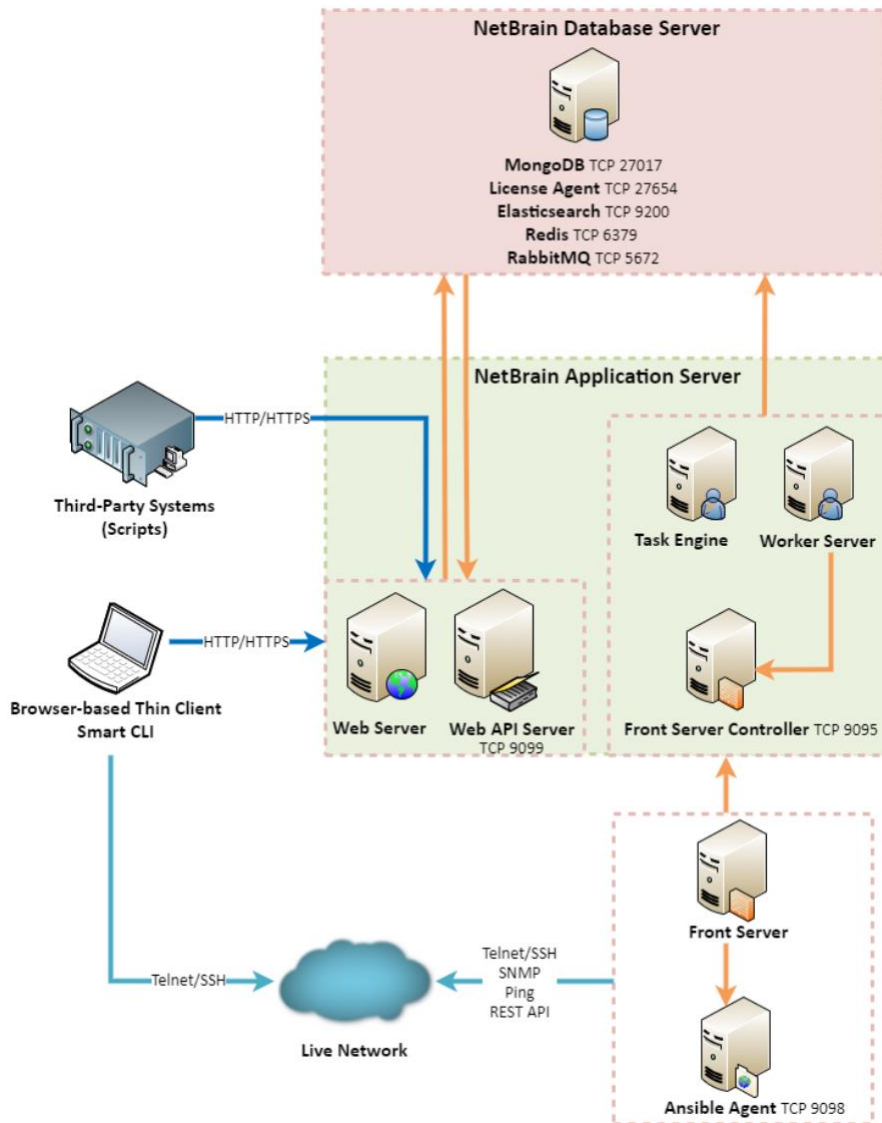 NetBrain Database Server
MongoDB TCP 27017
License Agent TCP 27654
Elasticsearch TCP 9200
Redis TCP 6379
RabbitMQ TCP 5672
NetBrain Application Server
HTTP/HTTPS
Third-Party Systems
(Scripts)
Task Engine
Worker Server
HTTP/HTTPS
Browser-based Thin Client
Smart CLI
Web Server
Web API Server
TCP 9099
Front Server Controller TCP 9095
Front Server
Telnet/SSH
Telnet/SSH
SNMP
Ping
REST API
Live Network
Ansible Agent TCP 9098